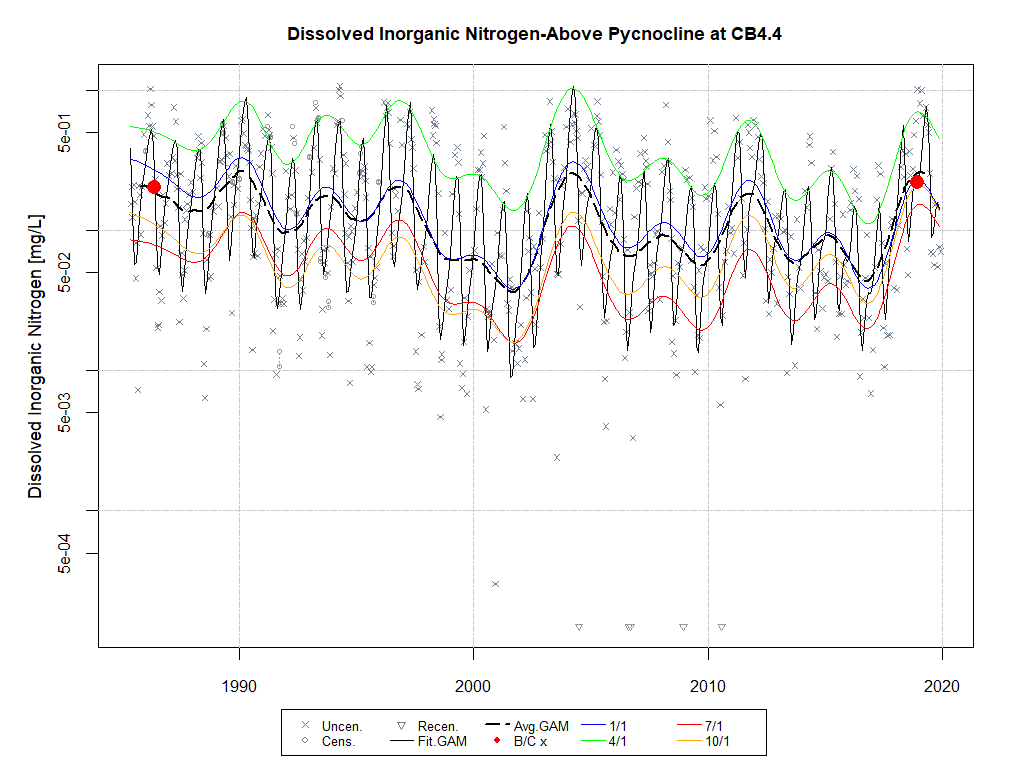 Dissolved Inorganic Nitrogen-Above Pycnocline at CB4.4
Dissolved Inorganic Nitrogen [mg/L]
5e-01
5e-02
5e-03
5e-04
1990 2000 2010 2020
Uncen. Recen. Avg.GAM 1/1 7/1
Cens. Fit.GAM B/C x 4/1 10/1